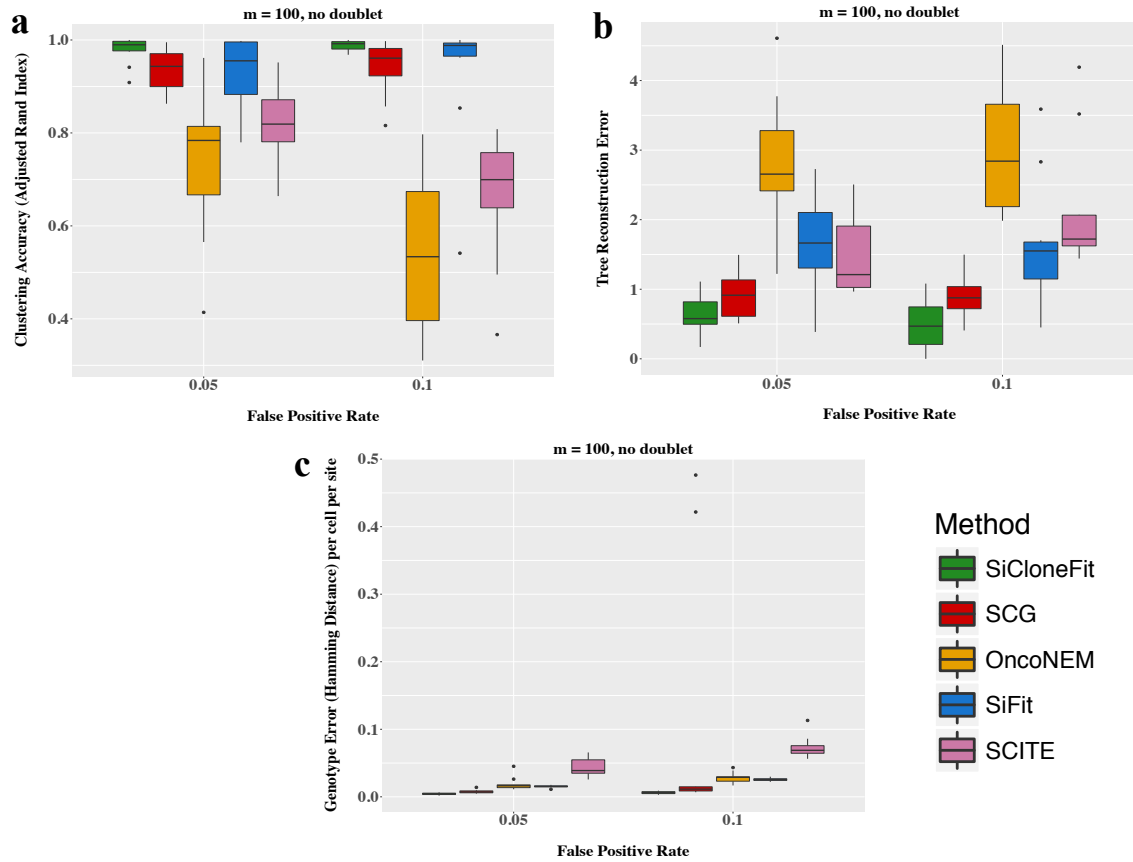 a
m = 100, no doublet
Clustering Accuracy (Adjusted Rand Index)
1.0
0.8
0.6
0.4
0.05
0.1
False Positive Rate
b
m = 100, no doublet
Tree Reconstruction Error
4
3
2
1
0
0.05
0.1
False Positive Rate
c
m = 100, no doublet
Genotype Error (Hamming Distance) per cell per site
0.5
0.4
0.3
0.2
0.1
0.0
0.05
0.1
False Positive Rate
Method
SiCloneFit
SCG
OncoNEM
SiFit
SCITE